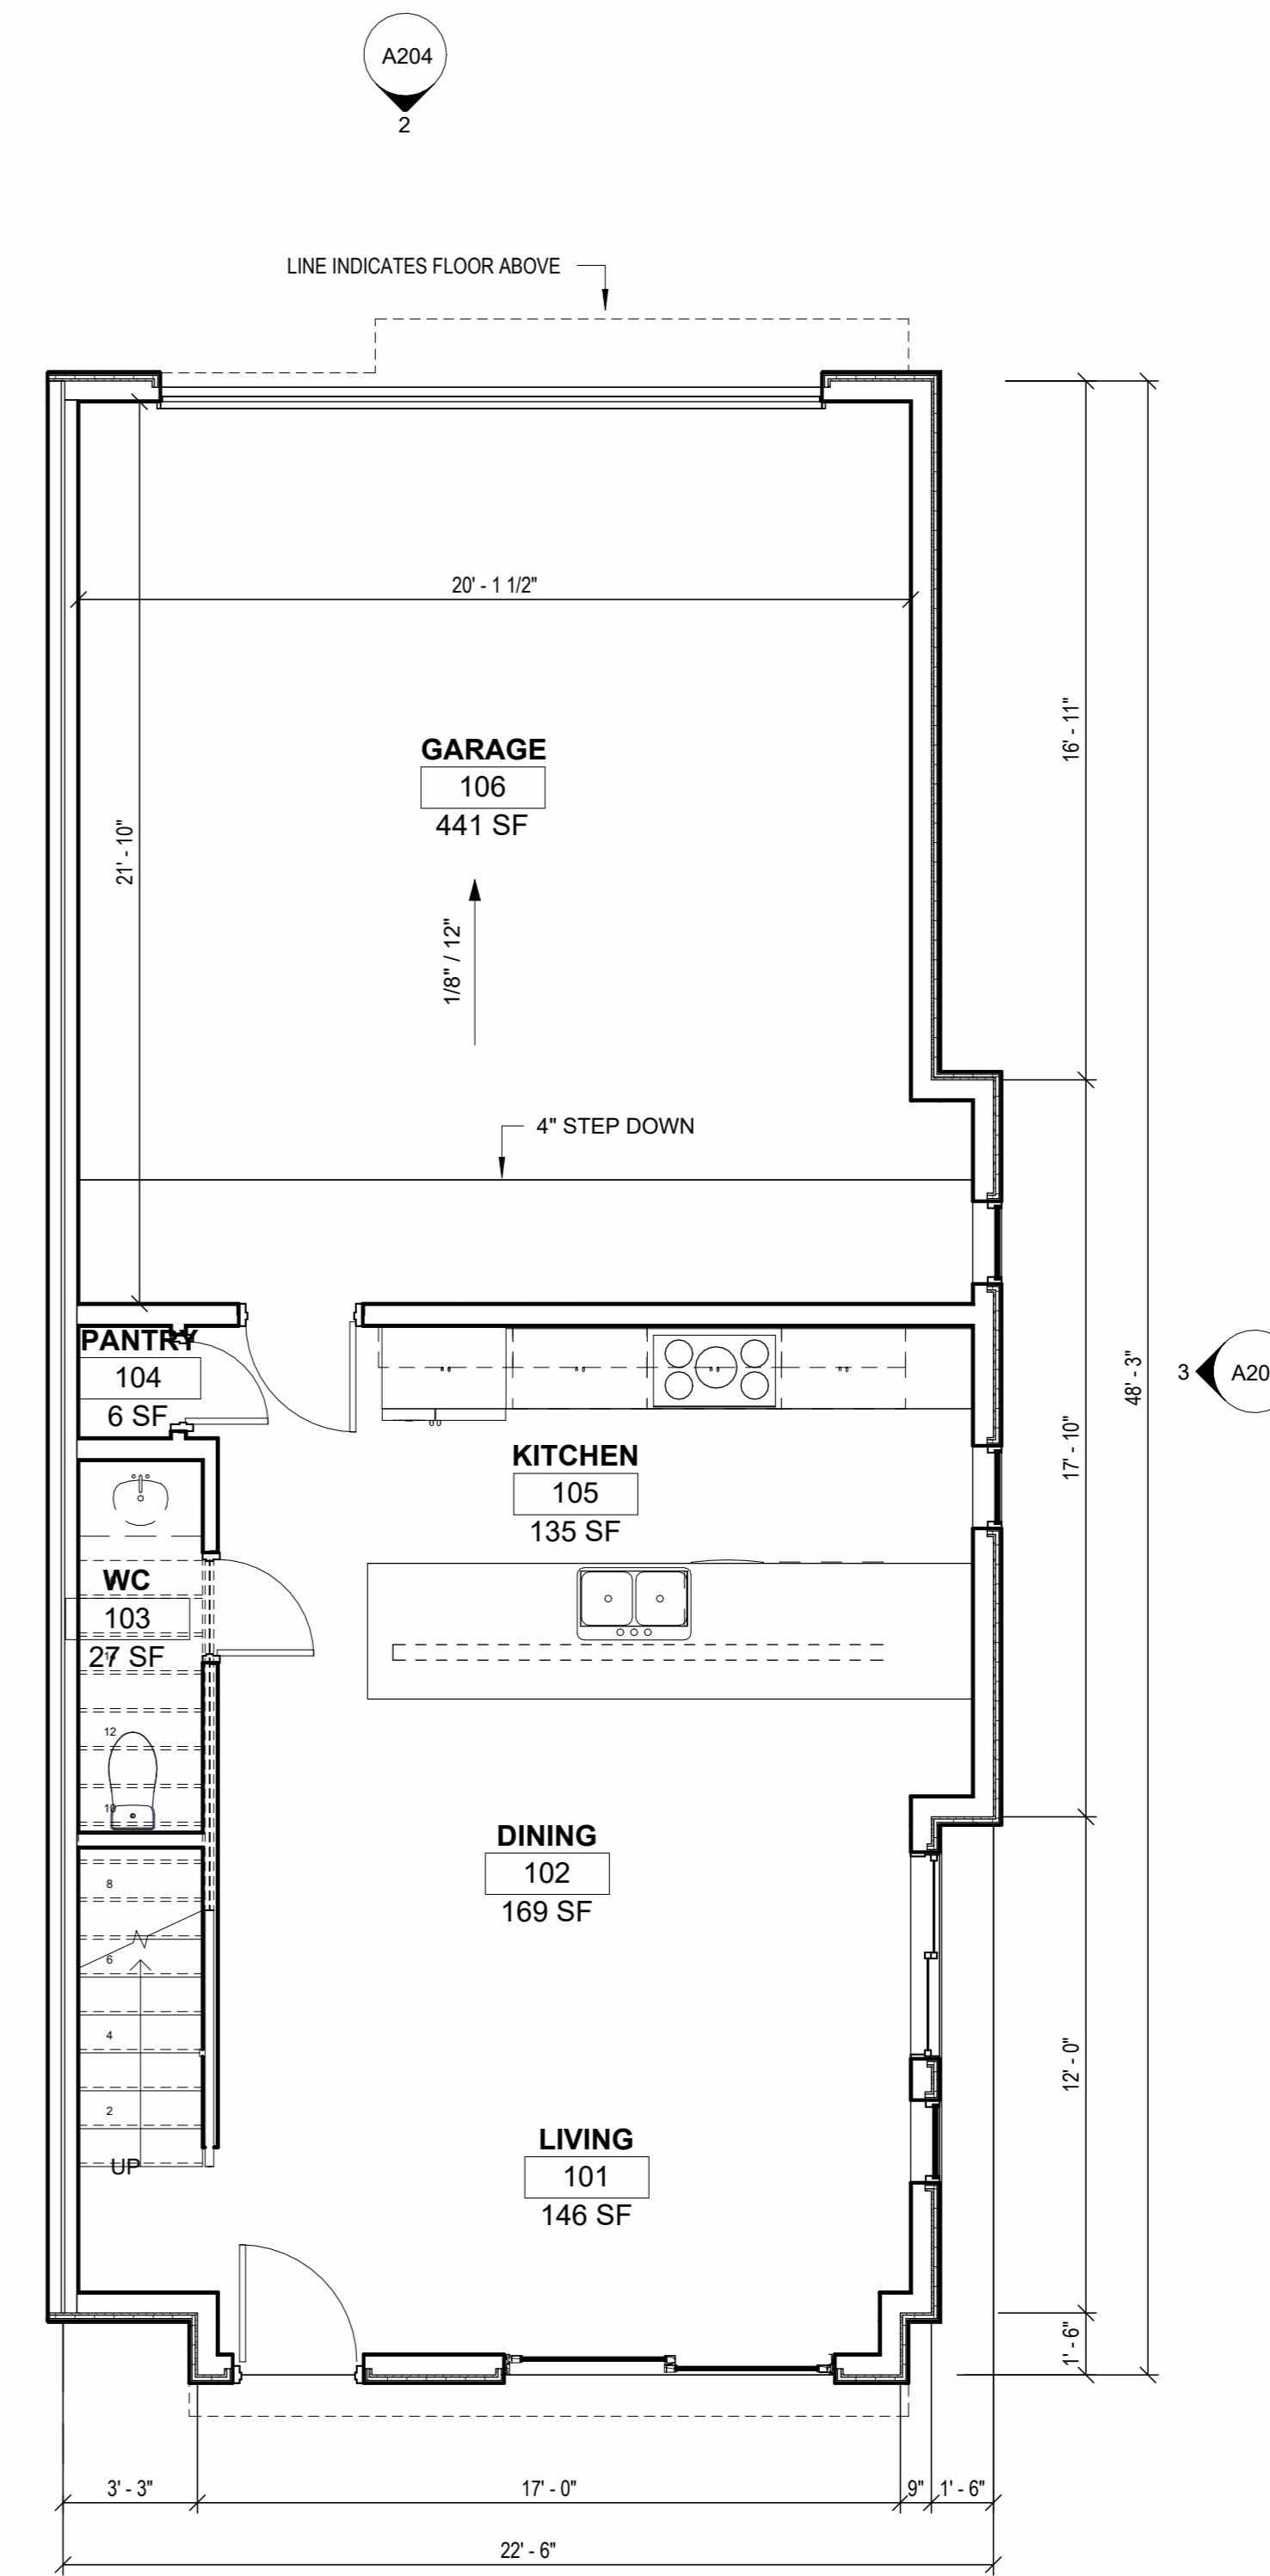 A204
2
LINE INDICATES FLOOR ABOVE
20' - 1 1/2"
16' - 11"
GARAGE
106
441 SF
21' - 10"
1/8" / 12"
4" STEP DOWN
PANTRY
104
6 SF
48' - 3"
3
A20
17' - 10"
KITCHEN
105
135 SF
WC
103
27 SF
12
10
DINING
102
169 SF
8
6
4
12' - 0"
2
LIVING
101
146 SF
UP
1' - 6"
3' - 3"
17' - 0"
9"
1' - 6"
22' - 6"